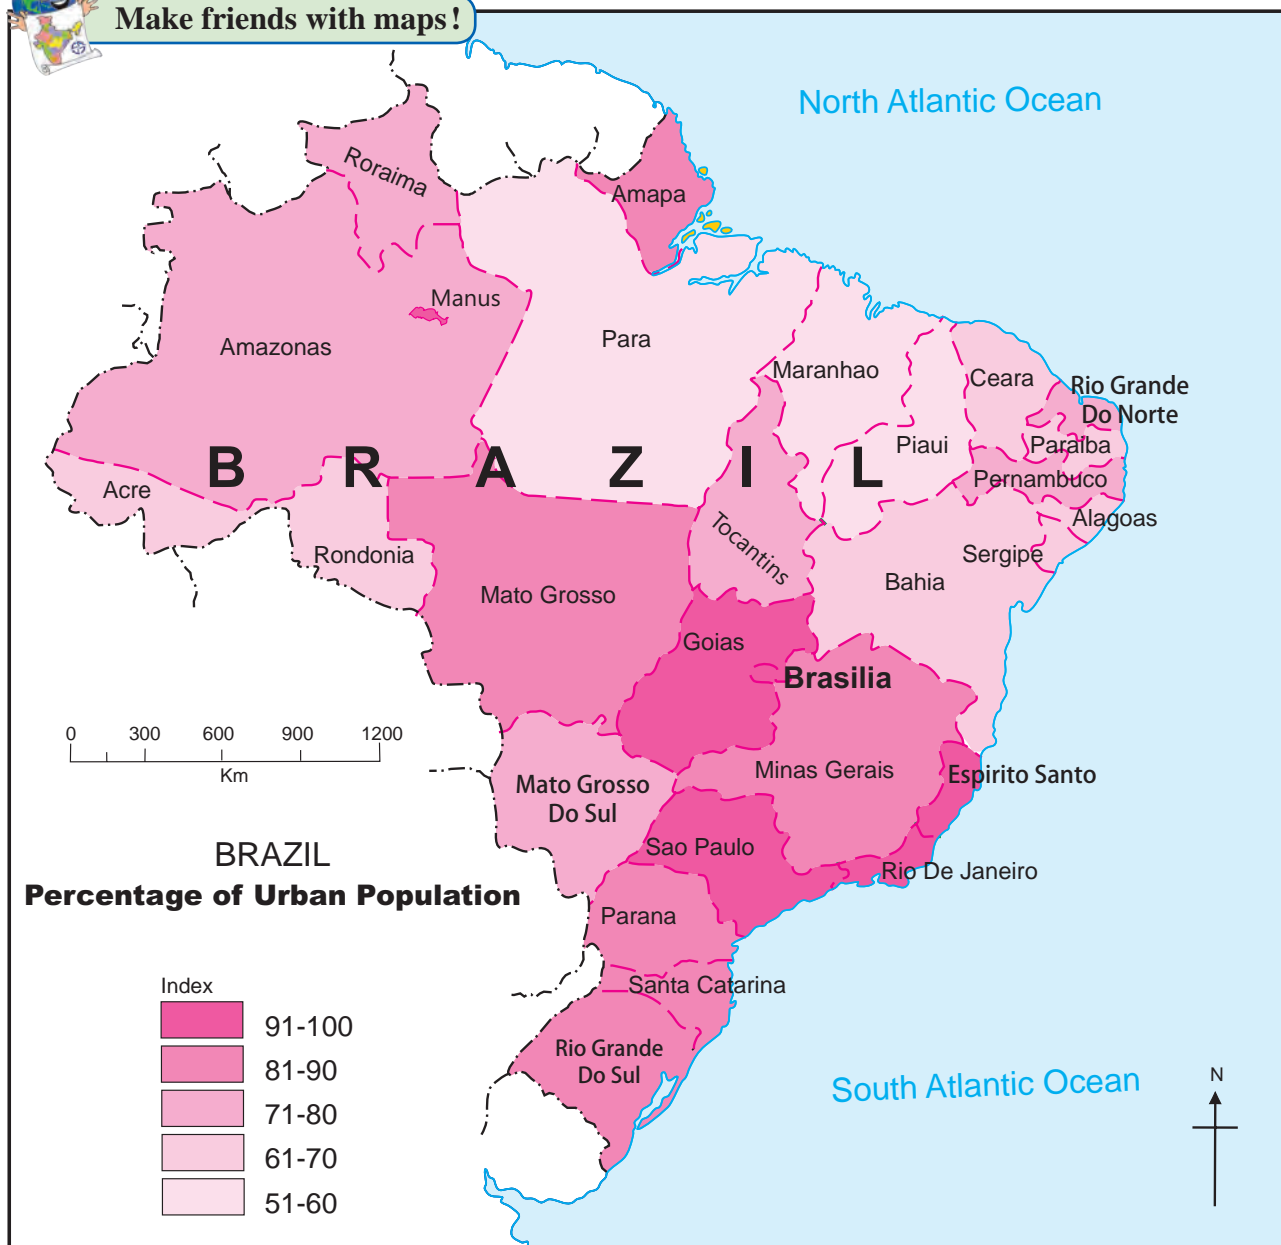 Make friends with maps!
North Atlantic Ocean
Roraima
Amapa
Manus
Amazonas
Para
Maranhao
Ceara
Rio Grande
Do Norte
Piaui
Paraiba
BRAZIL
Pernambuco
Acre
Alagoas
Tocantins
Rondonia
Sergipe
Bahia
Mato Grosso
Goias
Brasilia
0 300 600 900 1200
Km
Minas Gerais
Espirito Santo
Mato Grosso
Do Sul
Sao Paulo
Rio De Janeiro
BRAZIL
Percentage of Urban Population
Parana
Santa Catarina
Index
91-100
81-90
71-80
61-70
51-60
Rio Grande
Do Sul
South Atlantic Ocean
N